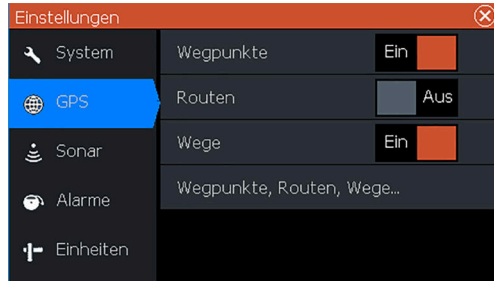 Einstellungen
System
GPS
Sonar
Alarme
Einheiten
Wegpunkte Ein
Routen Aus
Wege Ein
Wegpunkte, Routen, Wege...